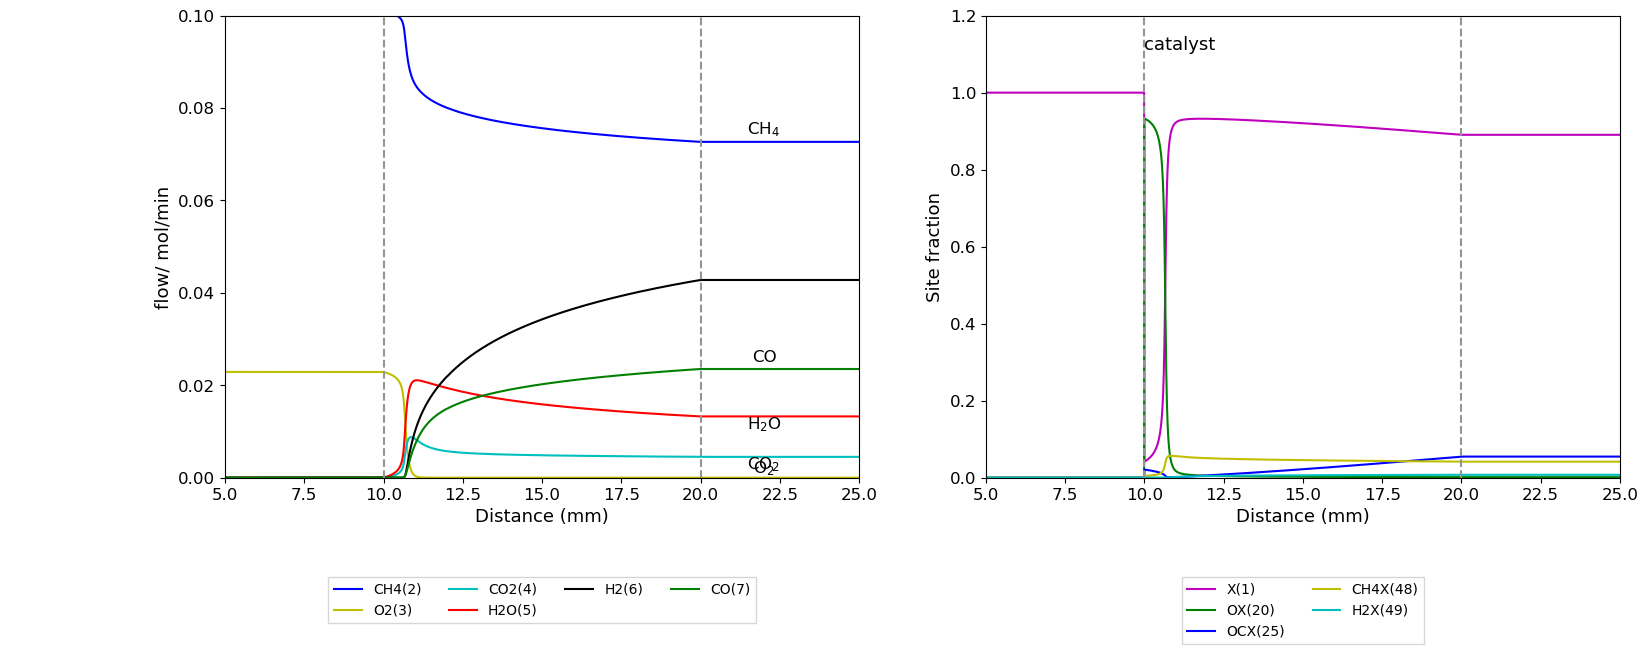 0.10
0.08
0.06
0.04
0.02
0.00
flow/ mol/min
CH₄
CO
H₂O
CO₂
O₂
5.0 7.5 10.0 12.5 15.0 17.5 20.0 22.5 25.0
Distance (mm)
CH4(2) CO2(4) H2(6) CO(7)
O2(3) H2O(5)
1.2
1.0
0.8
0.6
0.4
0.2
0.0
Site fraction
catalyst
5.0 7.5 10.0 12.5 15.0 17.5 20.0 22.5 25.0
Distance (mm)
X(1) CH4X(48)
OX(20) H2X(49)
OCX(25)